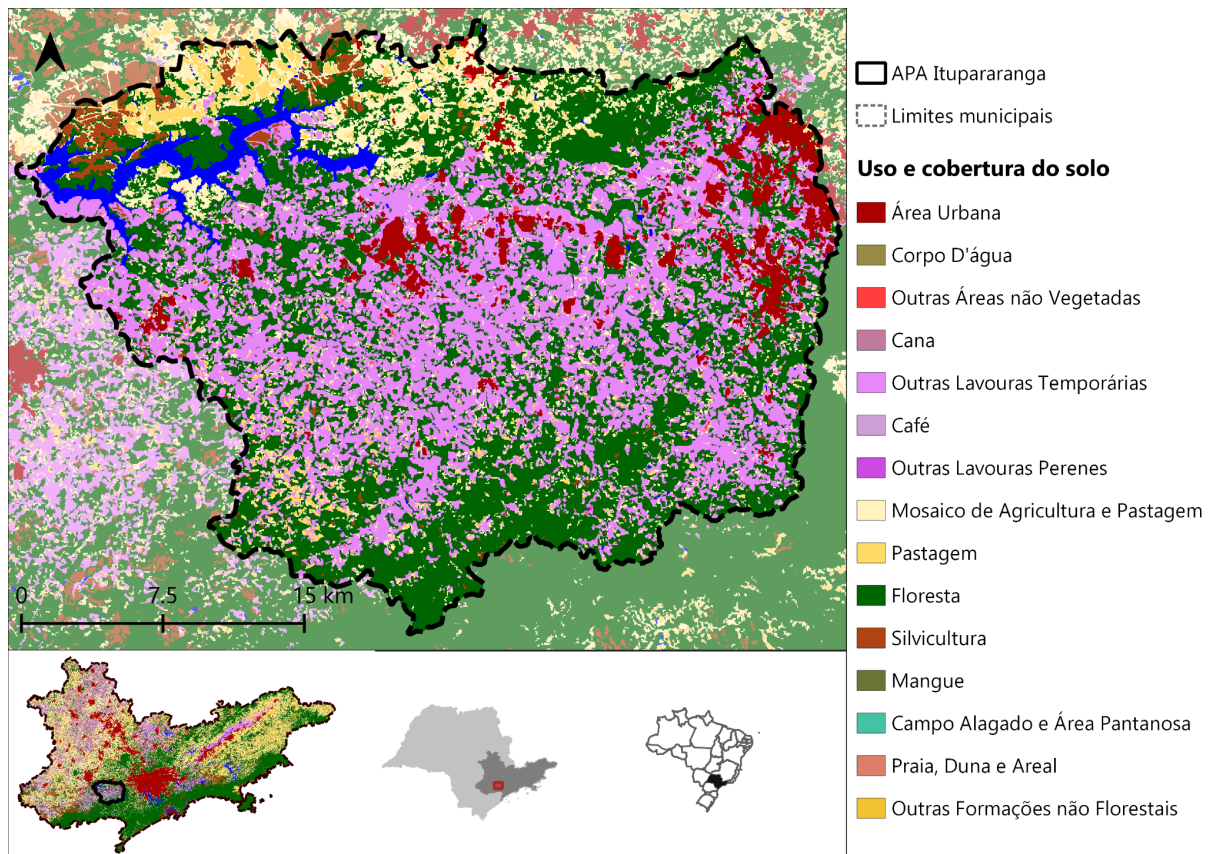 APA Itupararanga
Limites municipais
Uso e cobertura do solo
Área Urbana
Corpo D'água
Outras Áreas não Vegetadas
Cana
Outras Lavouras Temporárias
Café
Outras Lavouras Perenes
Mosaico de Agricultura e Pastagem
Pastagem
Floresta
Silvicultura
Mangue
Campo Alagado e Área Pantanosa
Praia, Duna e Areal
Outras Formações não Florestais
0 7.5 15 km